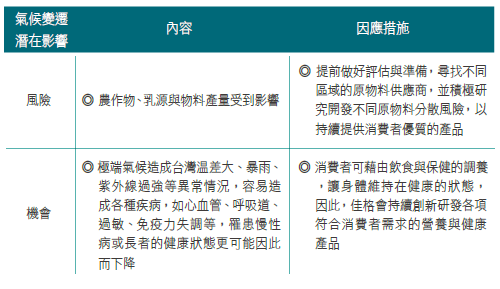 氣候變遷
潛在影響
內容
因應措施
風險
◎ 農作物、乳源與物料產量受到影響
◎ 提前做好評估與準備，尋找不同
區域的原物料供應商，並積極研
究開發不同原物料分散風險，以
持續提供消費者優質的產品
機會
◎ 極端氣候造成台灣溫差大、暴雨、
紫外線過強等異常情況，容易造
成各種疾病，如心血管、呼吸道、
過敏、免疫力失調等，罹患慢性
病或長者的健康狀態更可能因此
而下降
◎ 消費者可藉由飲食與保健的調養
，讓身體維持在健康的狀態，
因此，佳格會持續創新研發各項
符合消費者需求的營養與健康
產品